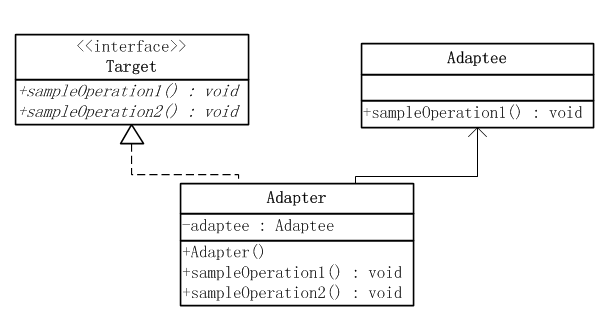 <<interface>>
Target
+sampleOperation1() : void
+sampleOperation2() : void
Adaptee
+sampleOperation1() : void
Adapter
-adaptee : Adaptee
+Adapter()
+sampleOperation1() : void
+sampleOperation2() : void